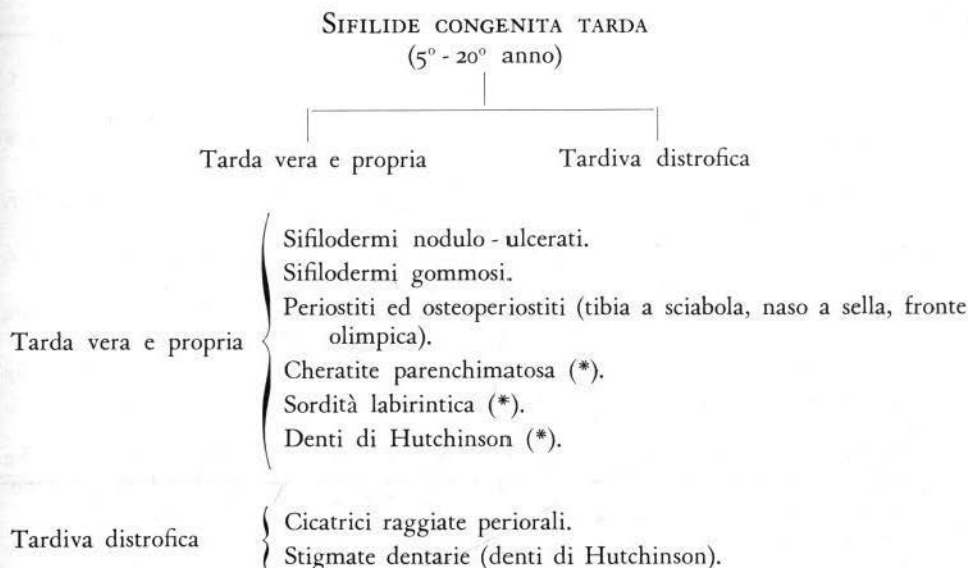 SIFILIDE CONGENITA TARDA
(5° - 20° anno)
Tarda vera e propria
Tardiva distrofica
Tarda vera e propria
Sifilodermi nodulo - ulcerati.
Sifilodermi gommosi.
Periostiti ed osteoperiostiti (tibia a sciabola, naso a sella, fronte
olimpica).
Cheratite parenchimatosa (*).
Sordità labirintica (*).
Denti di Hutchinson (*).
Tardiva distrofica
Cicatrici raggiate periorali.
Stigmate dentarie (denti di Hutchinson).